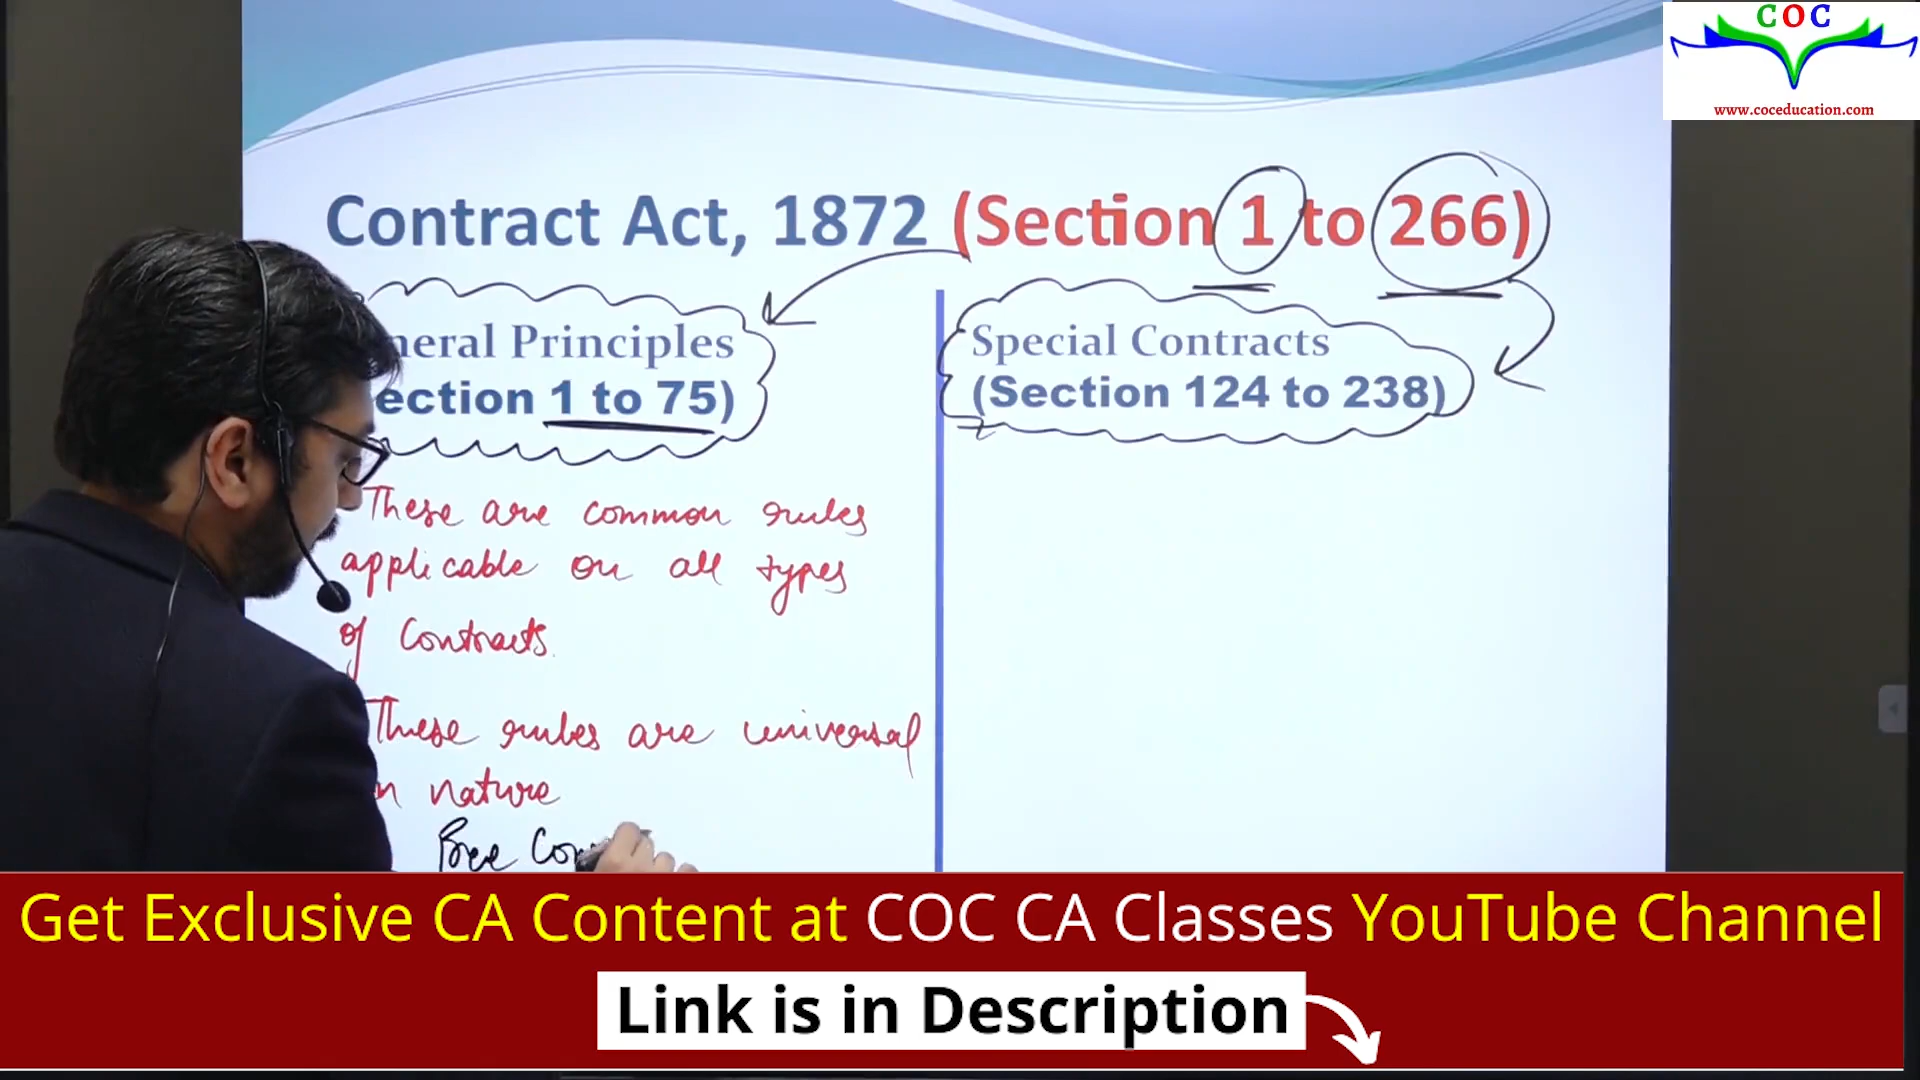 COC
www.coceducation.com
Contract Act, 1872 (Section 1 to 266)
neral Principles
ection 1 to 75)
Special Contracts
(Section 124 to 238)
These are common rules
applicable on all types
of Contracts.
These rules are universal
n nature
Free Con
Get Exclusive CA Content at COC CA Classes YouTube Channel
Link is in Description